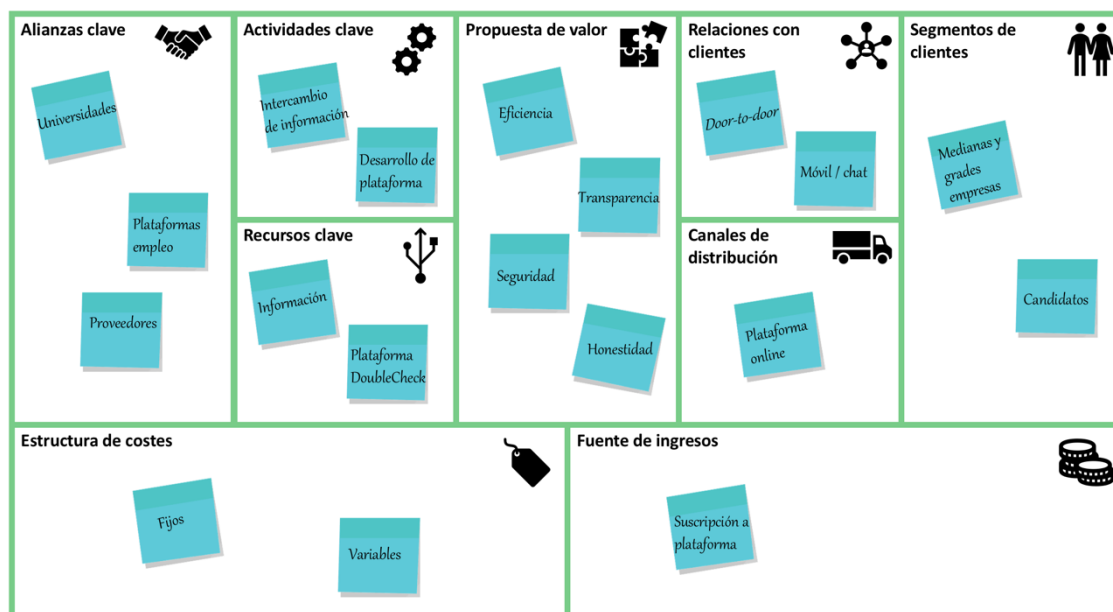 Alianzas clave
Universidades
Plataformas
empleo
Proveedores
Actividades clave
Intercambio
de información
Desarrollo de
plataforma
Recursos clave
Información
Plataforma
DoubleCheck
Propuesta de valor
Eficiencia
Transparencia
Seguridad
Honestidad
Relaciones con
clientes
Door-to-door
Móvil / chat
Canales de
distribución
Plataforma
online
Segmentos de
clientes
Medianas y
grades
empresas
Candidatos
Estructura de costes
Fijos
Variables
Fuente de ingresos
Suscripción a
plataforma